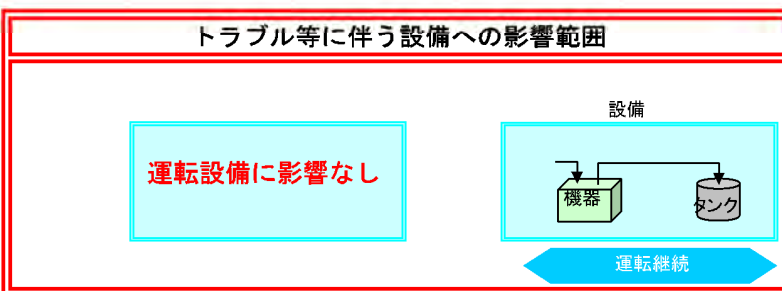 トラブル等に伴う設備への影響範囲
設備
運転設備に影響なし
機器
タンク
運転継続